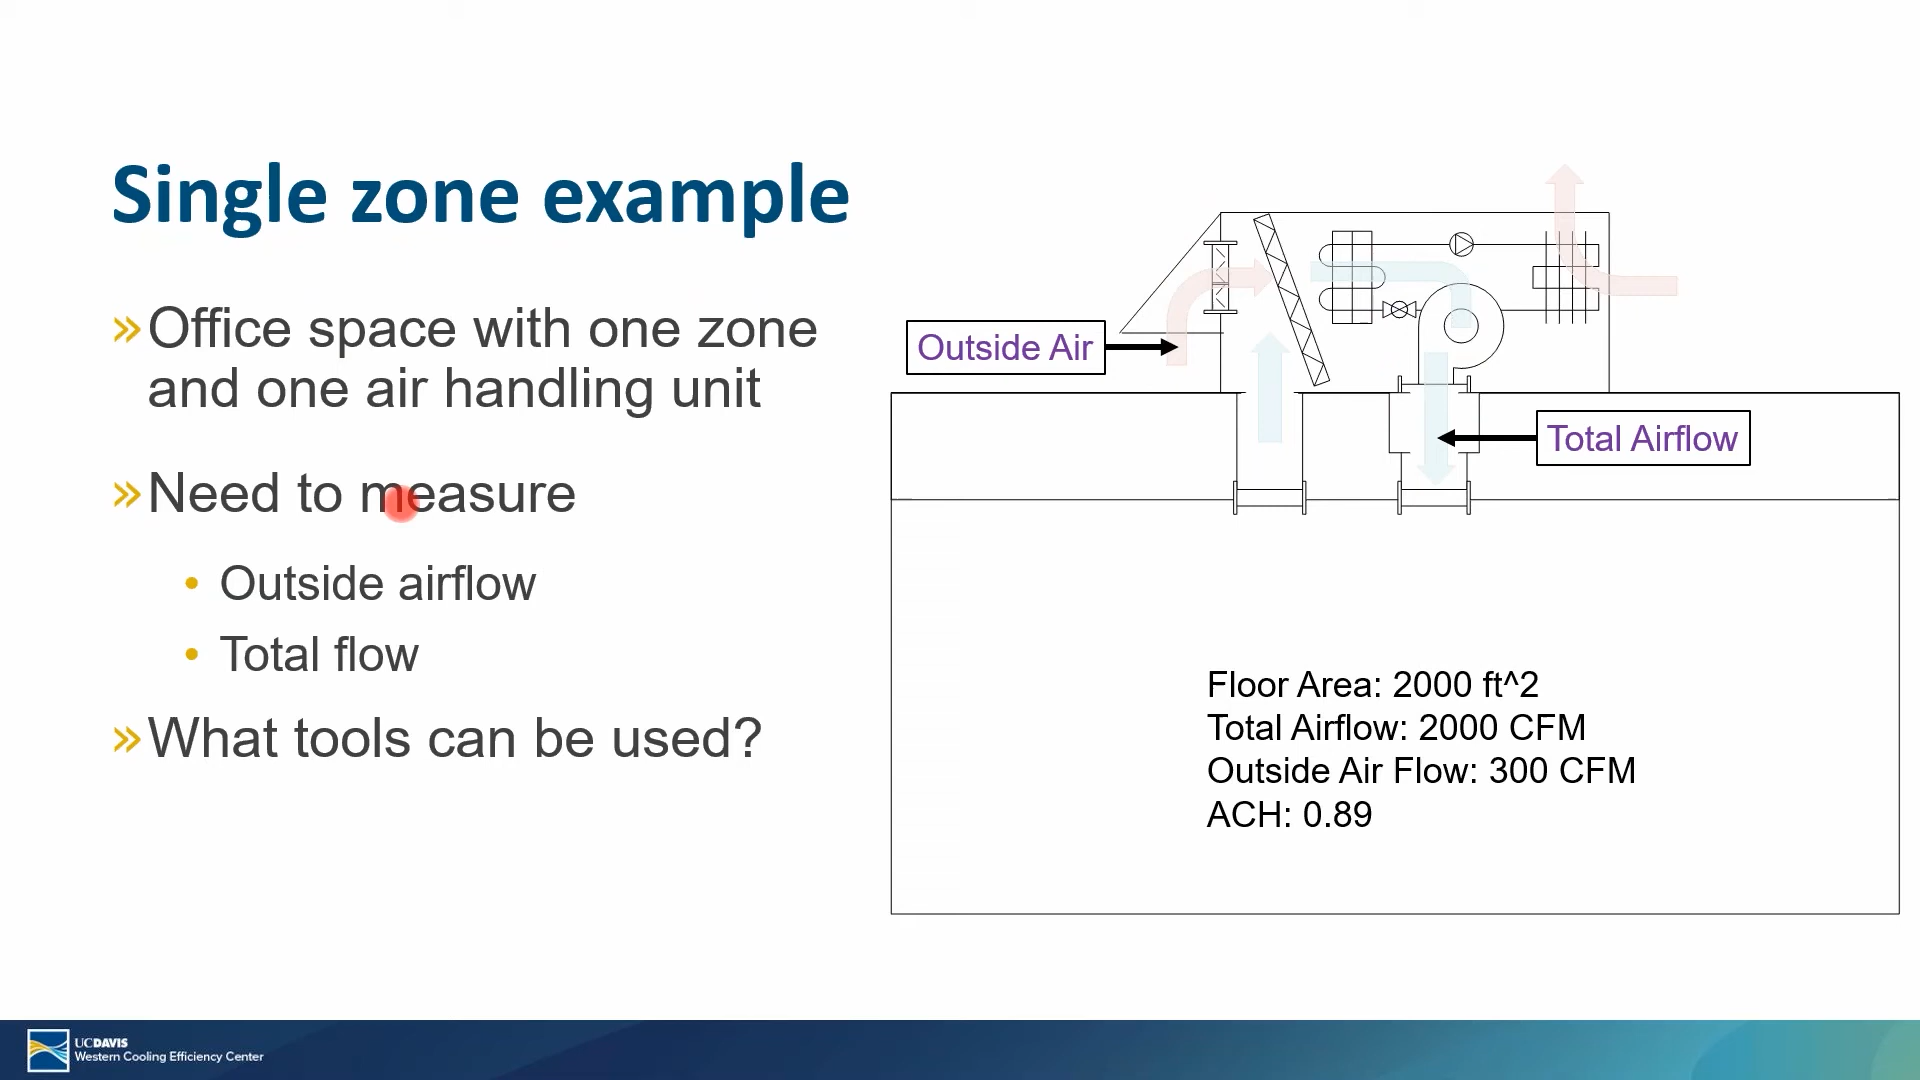 Single zone example
» Office space with one zone
and one air handling unit
» Need to measure
• Outside airflow
• Total flow
» What tools can be used?
Outside Air
Total Airflow
Floor Area: 2000 ft^2
Total Airflow: 2000 CFM
Outside Air Flow: 300 CFM
ACH: 0.89
UCDAVIS
Western Cooling Efficiency Center